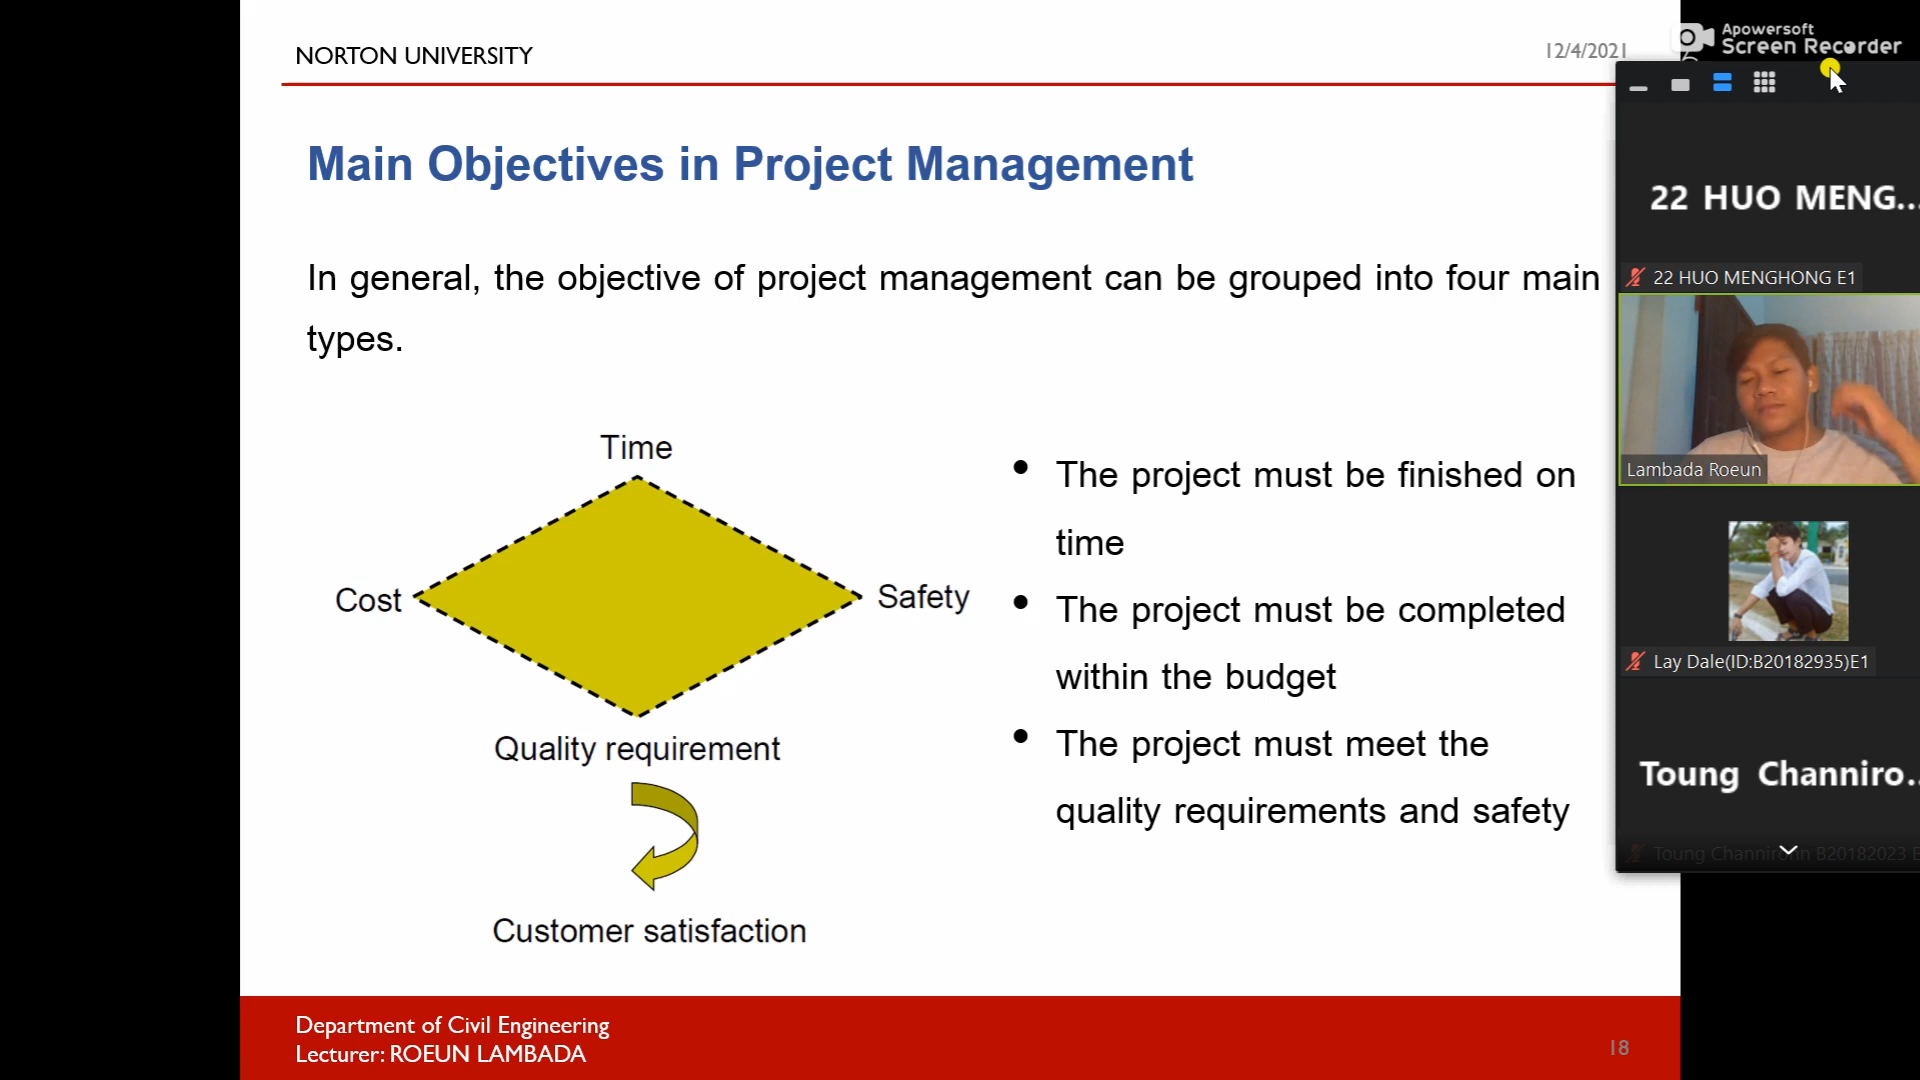 NORTON UNIVERSITY
12/4/2021
Apowersoft
Screen Recorder
Main Objectives in Project Management
In general, the objective of project management can be grouped into four main
types.
Time
Cost
Safety
Quality requirement
Customer satisfaction
• The project must be finished on
time
• The project must be completed
within the budget
• The project must meet the
quality requirements and safety
22 HUO MENG...
22 HUO MENGHONG E1
Lambada Roeun
Lay Dale(ID:B20182935)E1
Toung Channiro...
Department of Civil Engineering
Lecturer: ROEUN LAMBADA
18